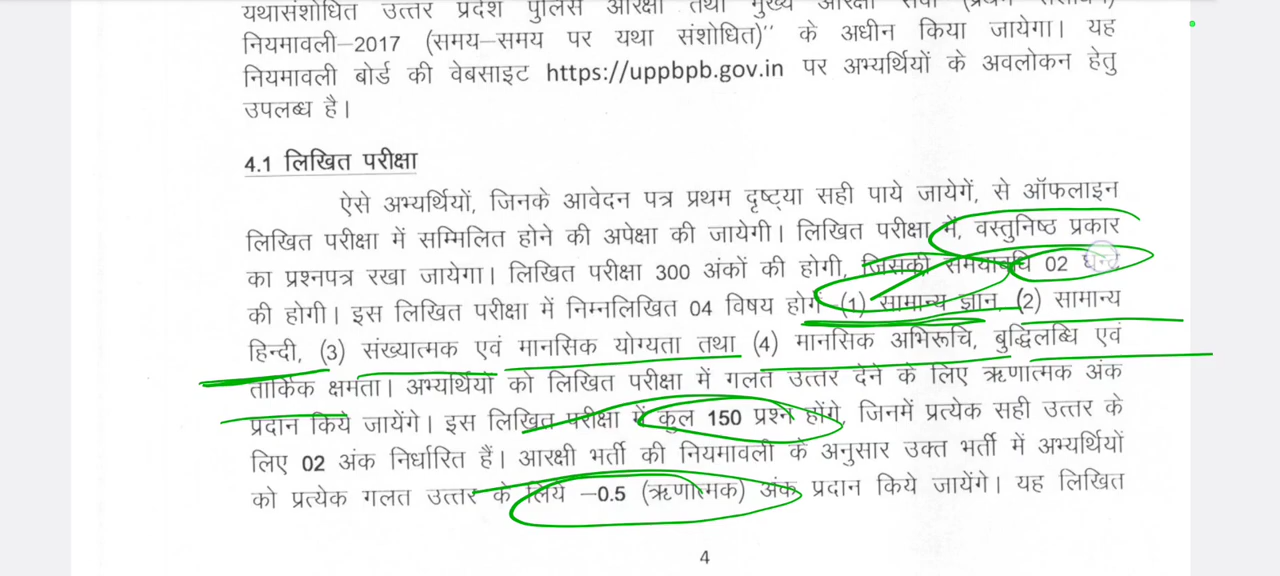 यथासंशोधित उत्तर प्रदेश पुलिस आरक्षी तथा मुख्य आरक्षी सेवा
नियमावली–2017 (समय–समय पर यथा संशोधित)" के अधीन किया जायेगा। यह
नियमावली बोर्ड की वेबसाइट https://uppbpb.gov.in पर अभ्यर्थियों के अवलोकन हेतु
उपलब्ध है।
4.1 लिखित परीक्षा
ऐसे अभ्यर्थियों, जिनके आवेदन पत्र प्रथम दृष्ट्या सही पाये जायेगें, से ऑफलाइन
लिखित परीक्षा में सम्मिलित होने की अपेक्षा की जायेगी। लिखित परीक्षा में, वस्तुनिष्ठ प्रकार
का प्रश्नपत्र रखा जायेगा। लिखित परीक्षा 300 अंकों की होगी, जिसकी समयावधि 02 घन्टे
की होगी। इस लिखित परीक्षा में निम्नलिखित 04 विषय होगें (1) सामान्य ज्ञान, (2) सामान्य
हिन्दी, (3) संख्यात्मक एवं मानसिक योग्यता तथा (4) मानसिक अभिरूचि, बुद्धिलब्धि एवं
तार्किक क्षमता। अभ्यर्थियों को लिखित परीक्षा में गलत उत्तर देने के लिए ऋणात्मक अंक
प्रदान किये जायेंगे। इस लिखित परीक्षा में कुल 150 प्रश्न होंगे, जिनमें प्रत्येक सही उत्तर के
लिए 02 अंक निर्धारित हैं। आरक्षी भर्ती की नियमावली के अनुसार उक्त भर्ती में अभ्यर्थियों
को प्रत्येक गलत उत्तर के लिये –0.5 (ऋणात्मक) अंक प्रदान किये जायेंगे। यह लिखित
4